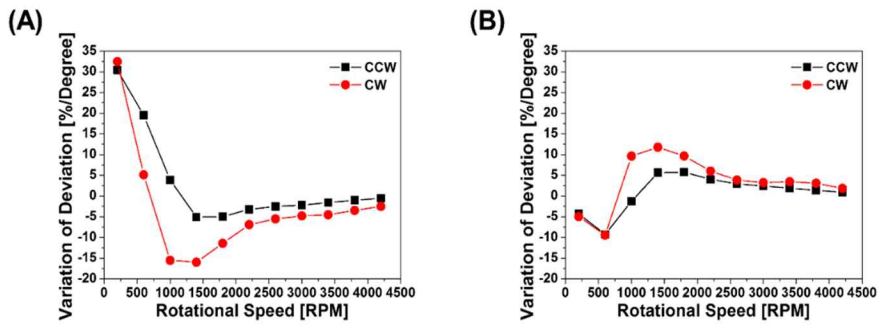 (A)
Variation of Deviation [%/Degree]
35
30
25
20
15
10
5
0
-5
-10
-15
-20
CCW
CW
0 500 1000 1500 2000 2500 3000 3500 4000 4500
Rotational Speed [RPM]
(B)
Variation of Deviation [%/Degree]
35
30
25
20
15
10
5
0
-5
-10
-15
-20
CCW
CW
0 500 1000 1500 2000 2500 3000 3500 4000 4500
Rotational Speed [RPM]